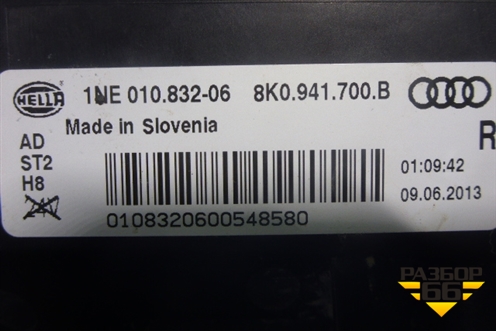 HELLA 1NE 010.832-06 8K0.941.700.B
Made in Slovenia R
AD
ST2
H8
01:09:42
09.06.2013
0108320600548580
РАЗБОР
66